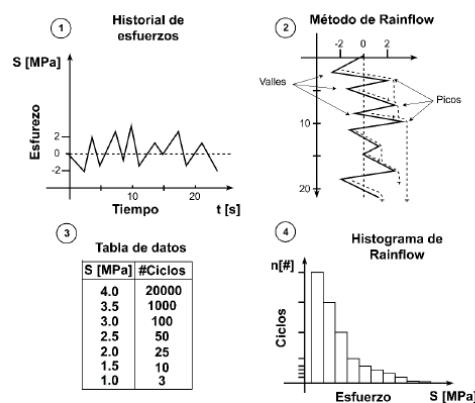 1
Historial de
esfuerzos
S [MPa]
Esfurezo
2
0
-2
10
20
Tiempo
t [s]
2
Método de Rainflow
-2 0 2
Valles
Picos
10
20
3
Tabla de datos
S [MPa] #Ciclos
4.0 20000
3.5 1000
3.0 100
2.5 50
2.0 25
1.5 10
1.0 3
4
Histograma de
Rainflow
n[#]
Ciclos
Esfuerzo
S [MPa]